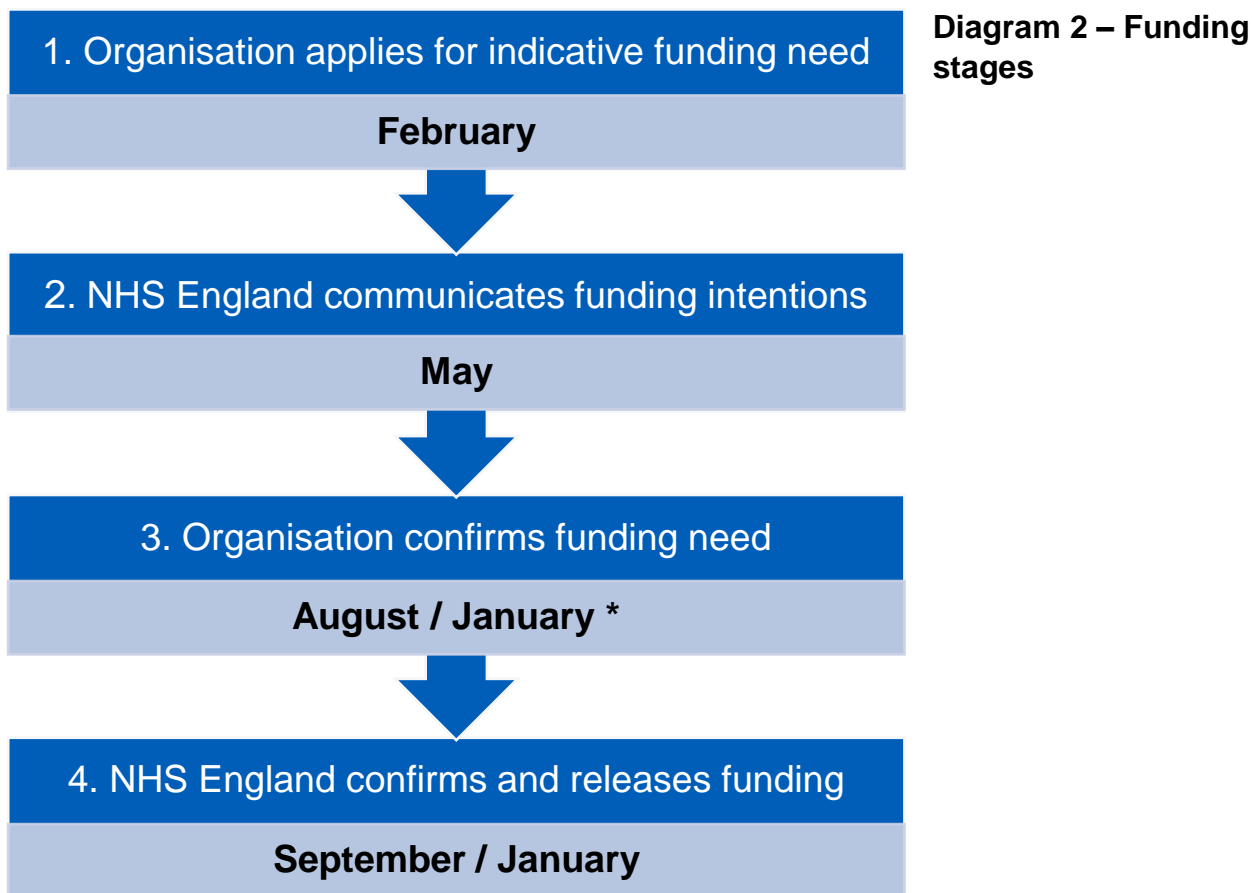 1. Organisation applies for indicative funding need
February
2. NHS England communicates funding intentions
May
3. Organisation confirms funding need
August / January *
4. NHS England confirms and releases funding
September / January
Diagram 2 – Funding
stages